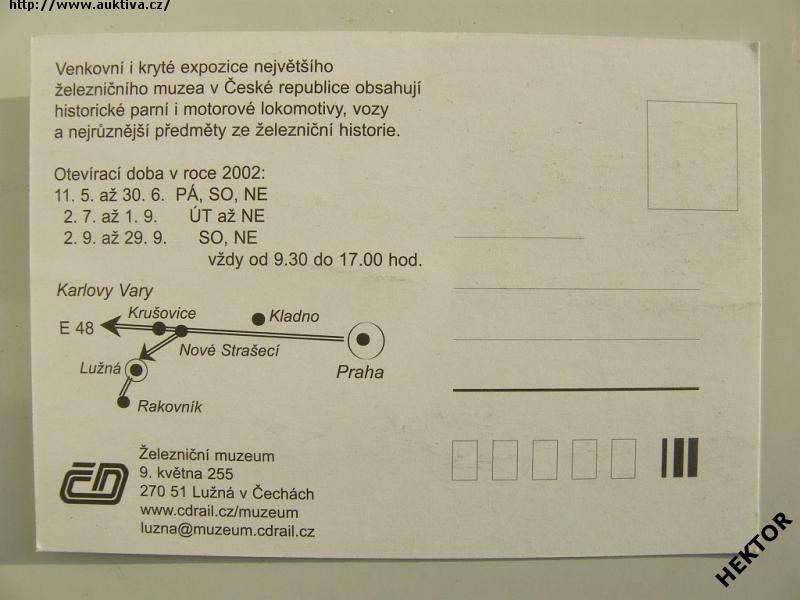 http://www.auktiva.cz/
Venkovní i kryté expozice největšího
železničního muzea v České republice obsahují
historické parní i motorové lokomotivy, vozy
a nejrůznější předměty ze železniční historie.
Otevírací doba v roce 2002:
11. 5. až 30. 6. PÁ, SO, NE
2. 7. až 1. 9. ÚT až NE
2. 9. až 29. 9. SO, NE
vždy od 9.30 do 17.00 hod.
Karlovy Vary
Krušovice
Kladno
E 48
Nové Strašecí
Lužná
Praha
Rakovník
ČD
Železniční muzeum
9. května 255
270 51 Lužná v Čechách
www.cdrail.cz/muzeum
luzna@muzeum.cdrail.cz
HEKTOR